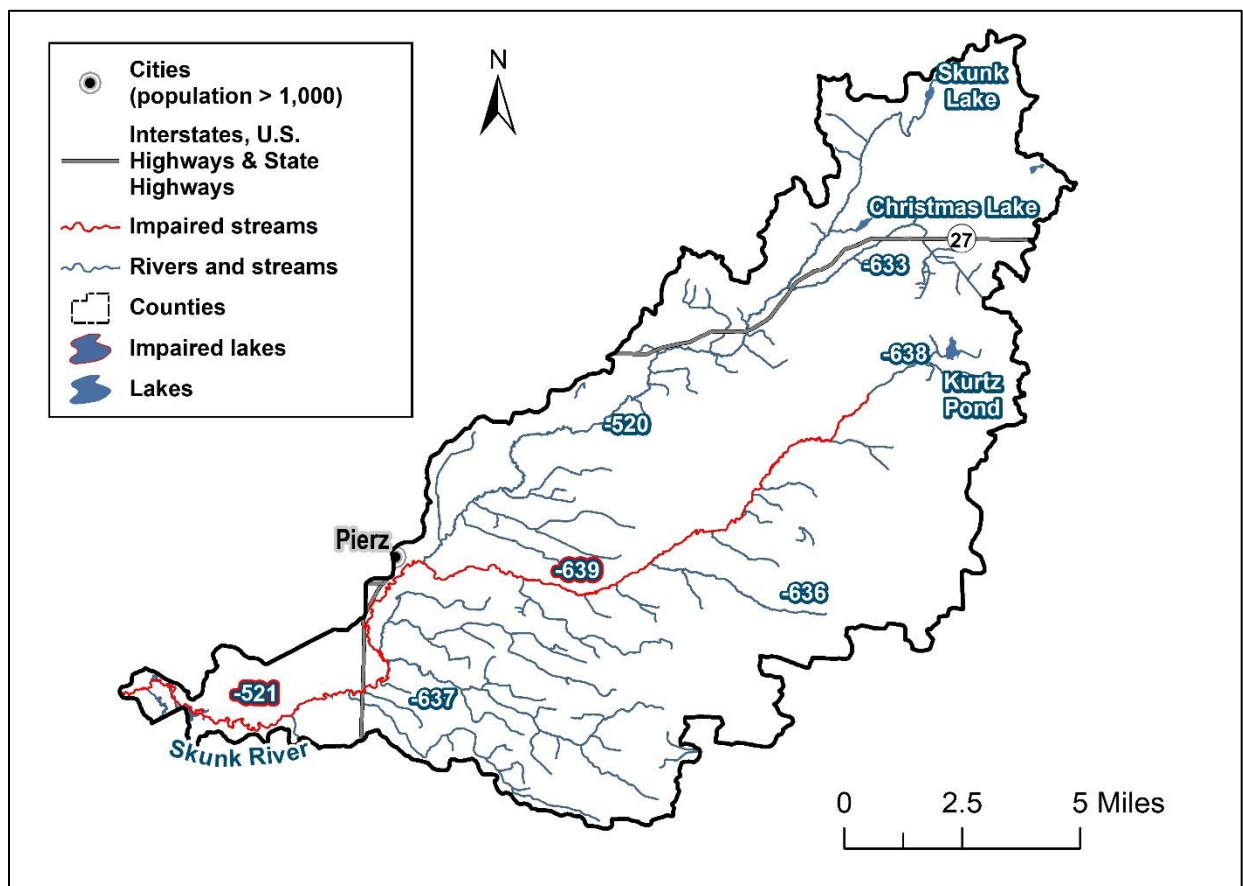 Cities
(population > 1,000)
Interstates, U.S.
Highways & State
Highways
Impaired streams
Rivers and streams
Counties
Impaired lakes
Lakes
N
Skunk
Lake
Christmas Lake
27
-633
-638
Kurtz
Pond
-520
Pierz
-639
-636
-521
-637
Skunk River
0 2.5 5 Miles